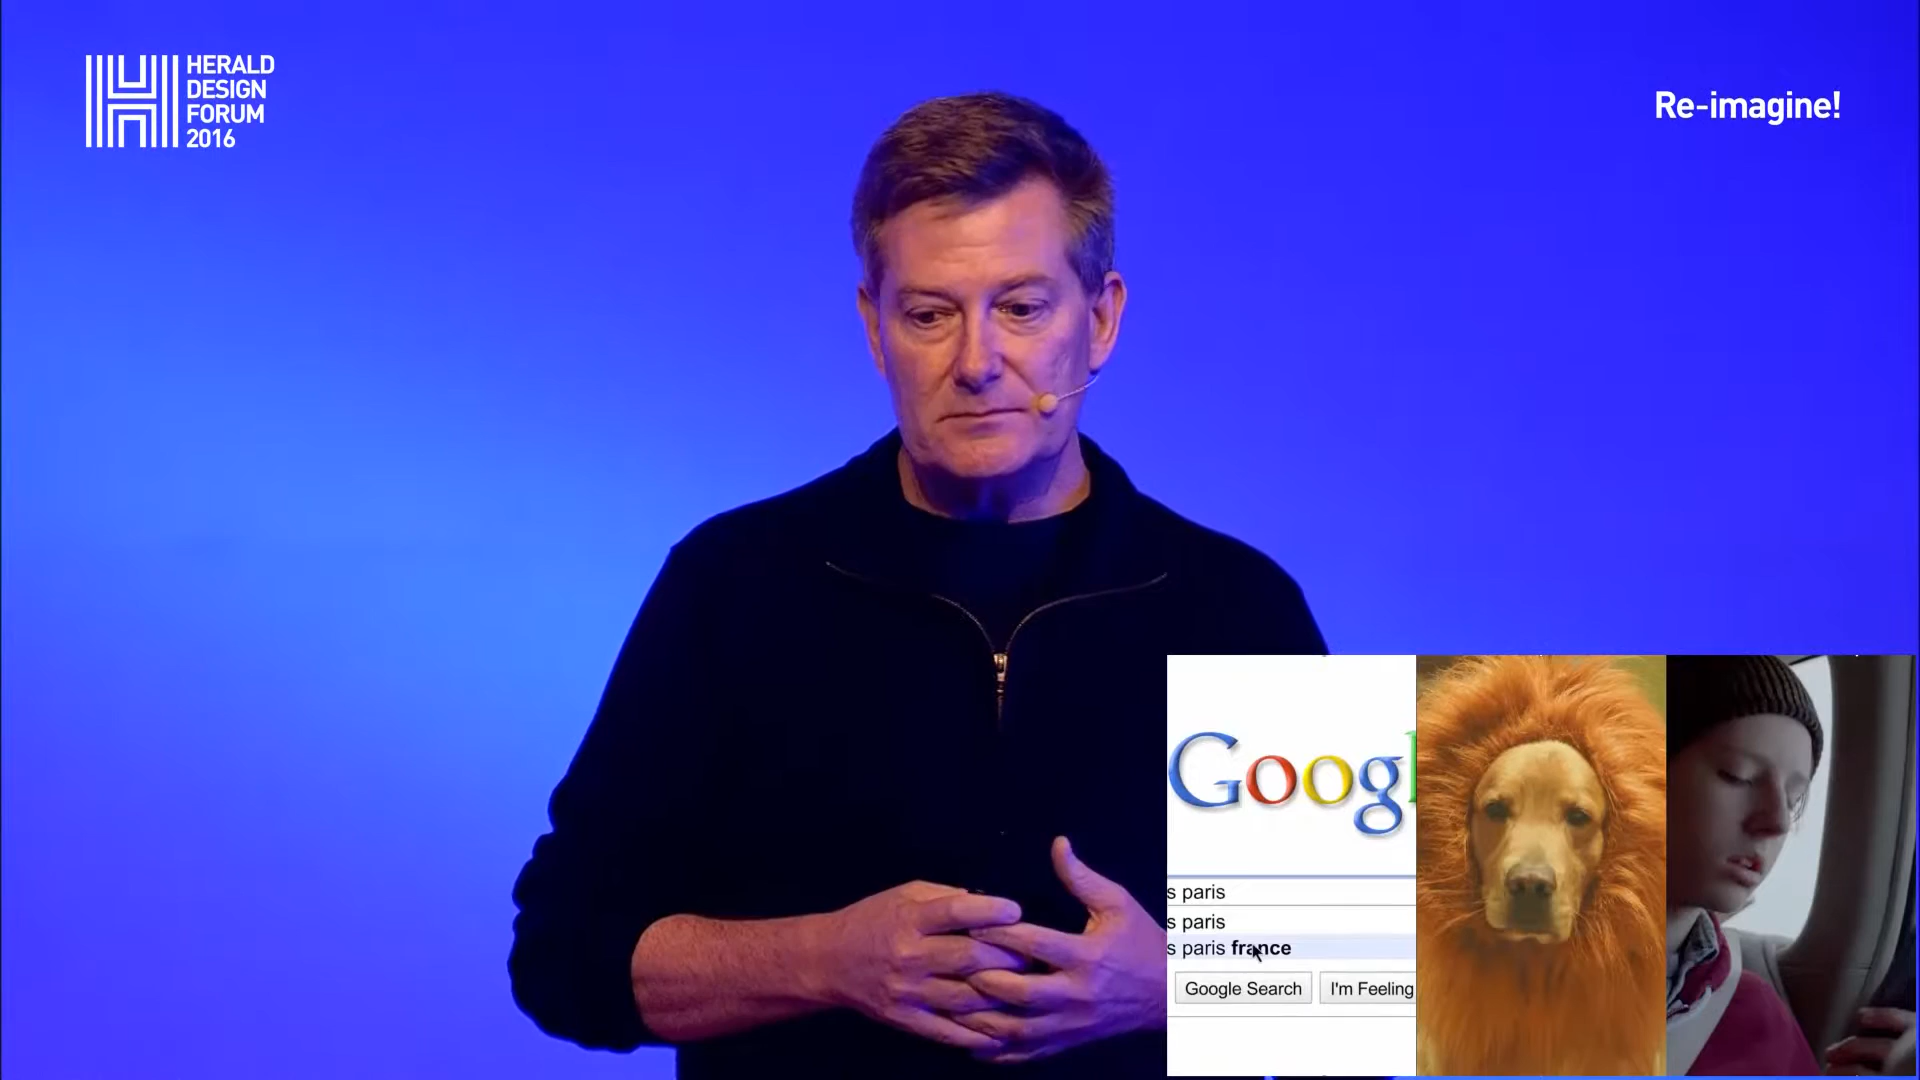 HERALD
DESIGN
FORUM
2016
Re-imagine!
Goog
s paris
s paris
s paris france
Google Search
I'm Feeling